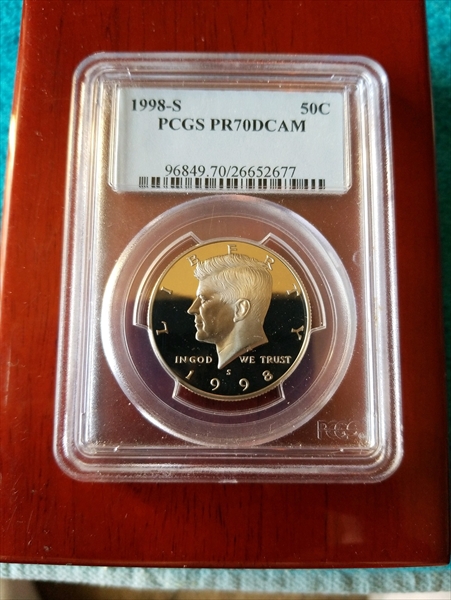 1998-S 50C
PCGS PR70DCAM
96849.70/26652677
LIBERTY
IN GOD WE TRUST
S
1998
PCGS